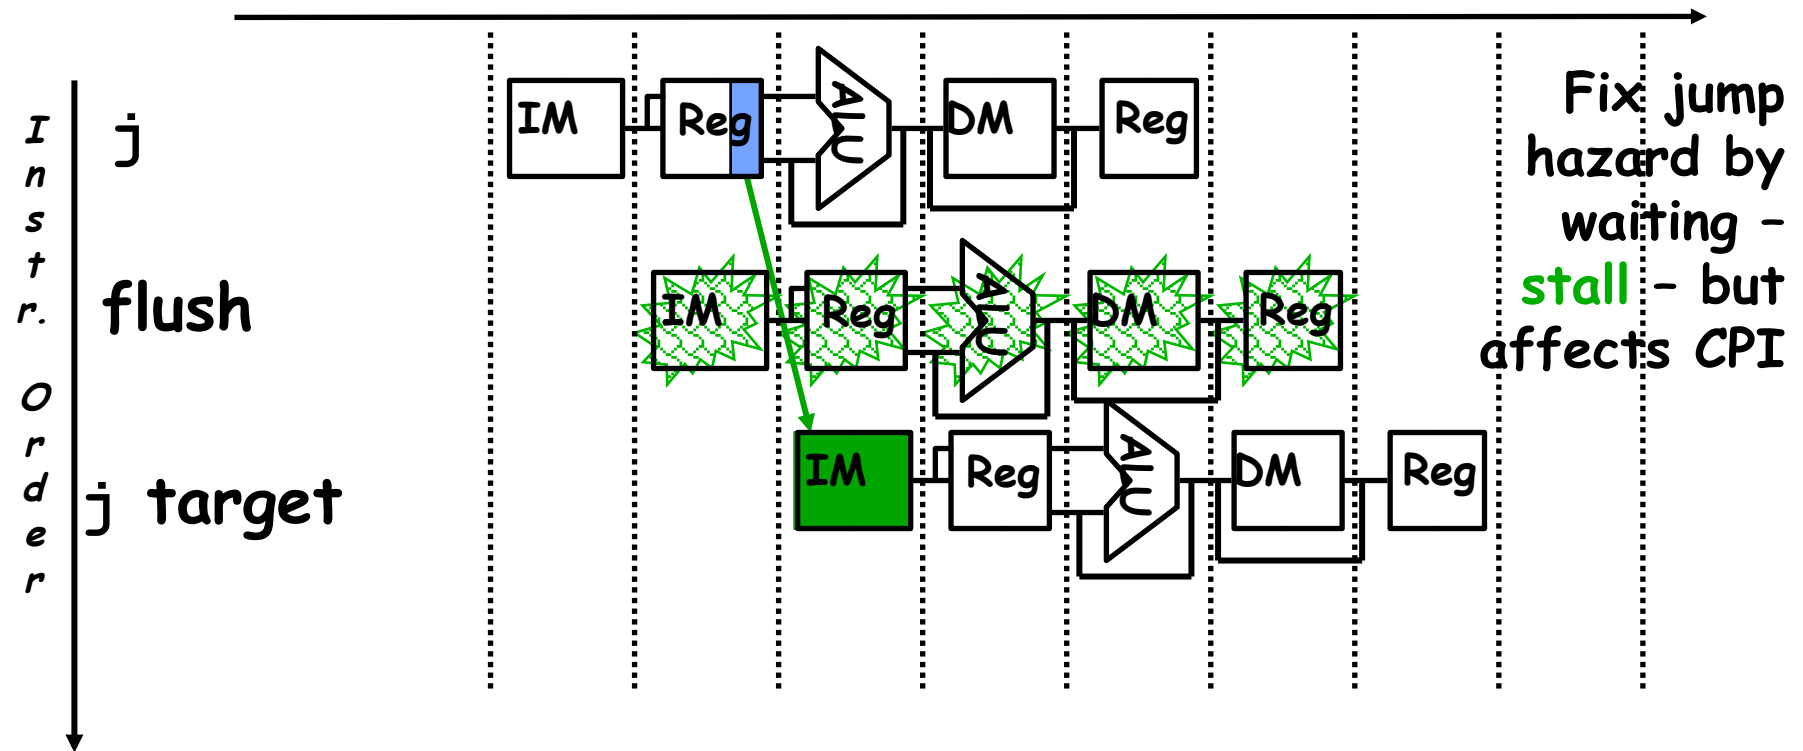 Instr. Order
j
IM Reg ALU DM Reg
Fix jump
hazard by
waiting –
stall – but
affects CPI
flush
IM Reg ALU DM Reg
j target
IM Reg ALU DM Reg